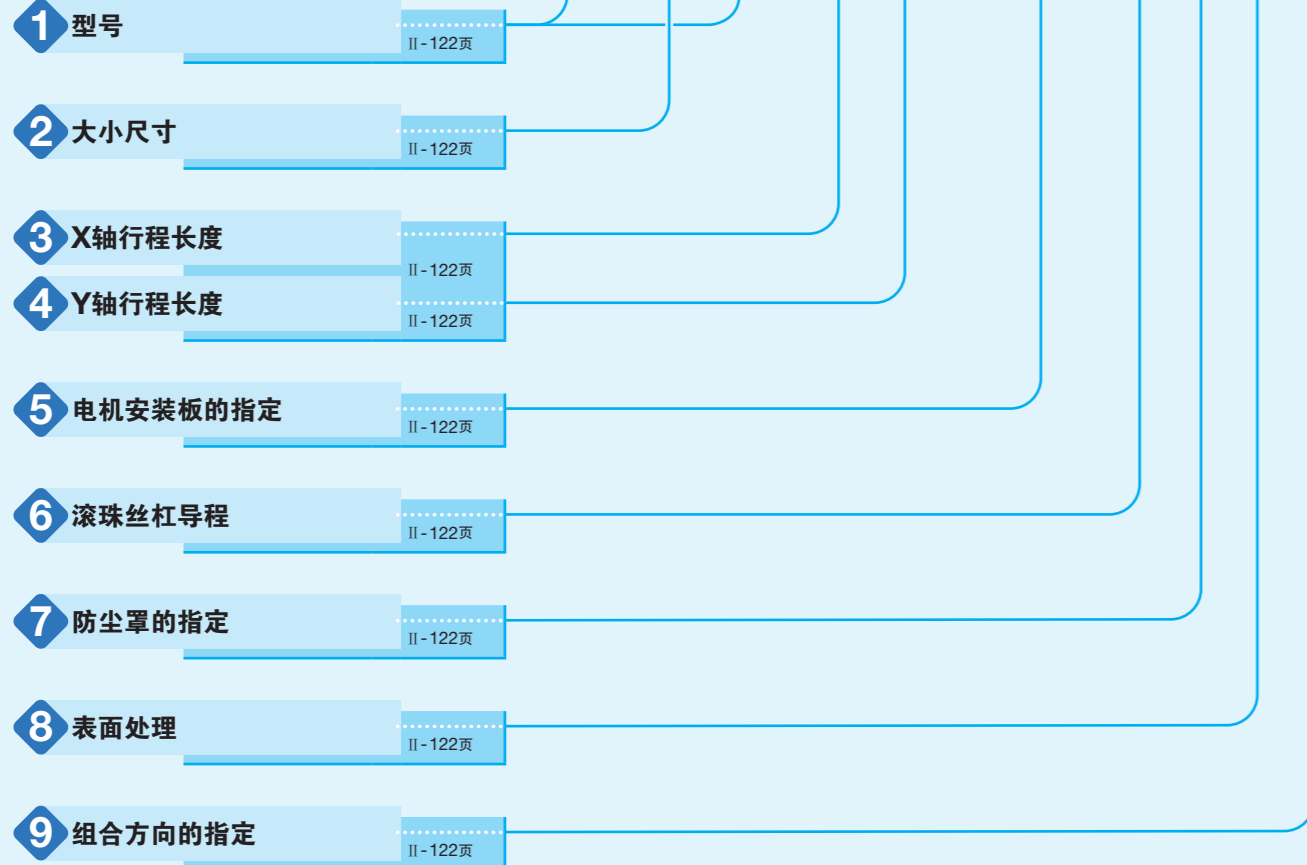 1 型号
Ⅱ-122页
2 大小尺寸
Ⅱ-122页
3 X轴行程长度
Ⅱ-122页
4 Y轴行程长度
Ⅱ-122页
5 电机安装板的指定
Ⅱ-122页
6 滚珠丝杠导程
Ⅱ-122页
7 防尘罩的指定
Ⅱ-122页
8 表面处理
Ⅱ-122页
9 组合方向的指定
Ⅱ-122页